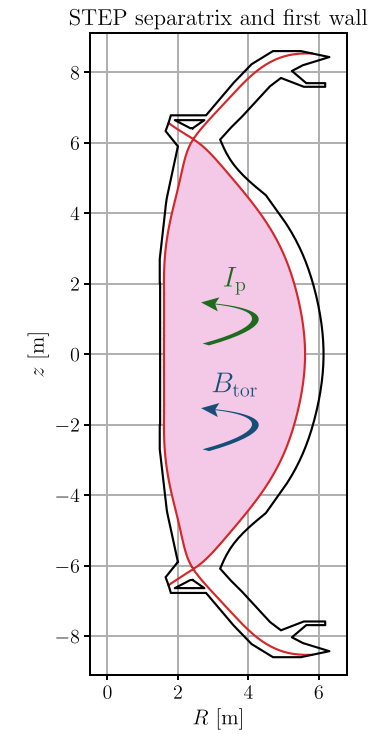 STEP separatrix and first wall
8
6
4
2
0
−2
−4
−6
−8
z [m]
I_p
B_tor
0 2 4 6
R [m]